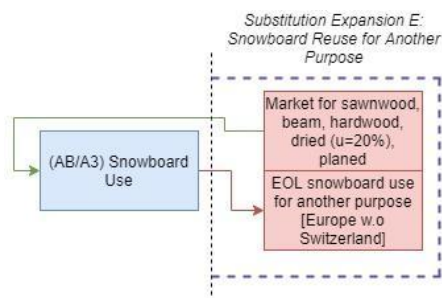 Substitution Expansion E:
Snowboard Reuse for Another
Purpose
Market for sawnwood,
beam, hardwood,
dried (u=20%),
planed
(AB/A3) Snowboard
Use
EOL snowboard use
for another purpose
[Europe w.o
Switzerland]